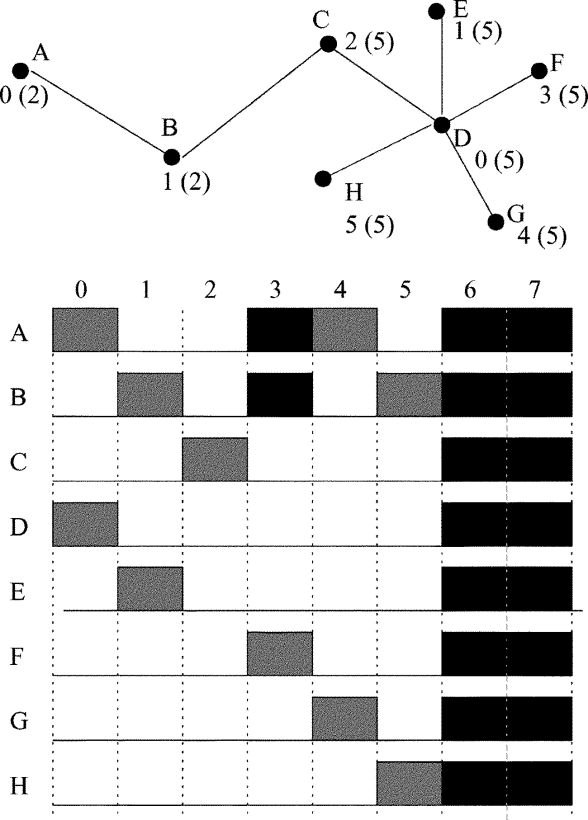 A
0 (2)
B
1 (2)
C
2 (5)
E
1 (5)
F
3 (5)
D
0 (5)
H
5 (5)
G
4 (5)
0 1 2 3 4 5 6 7
A
B
C
D
E
F
G
H